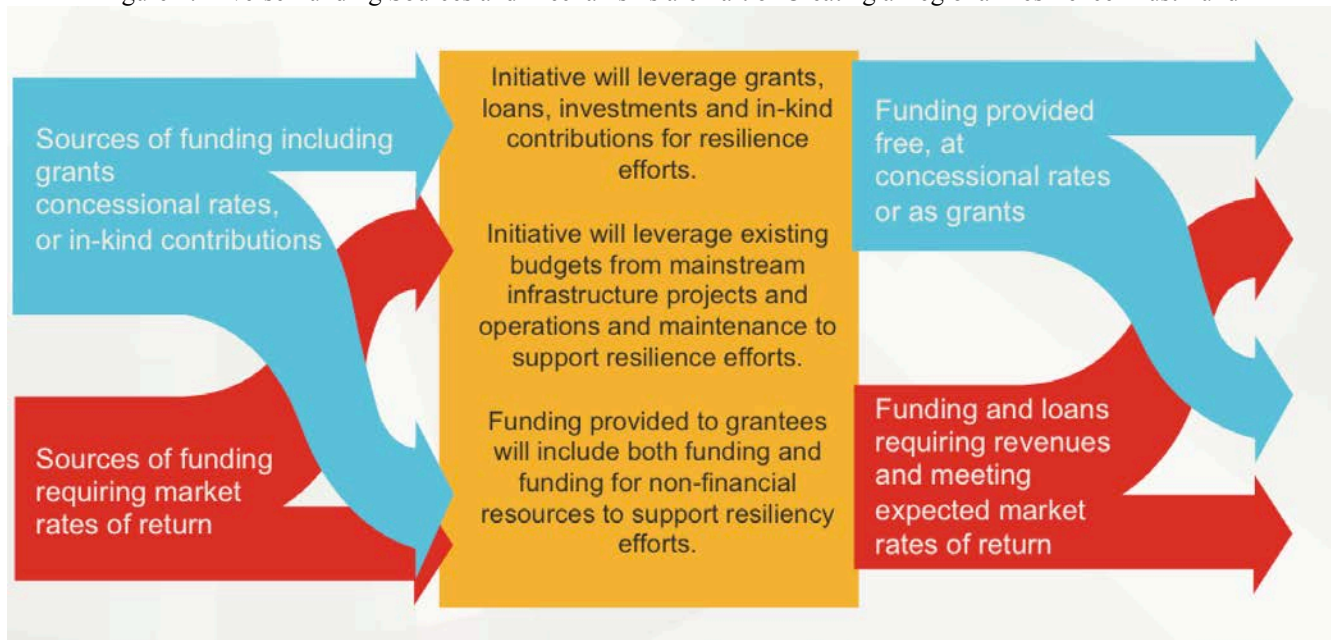 Sources of funding including
grants
concessional rates,
or in-kind contributions
Sources of funding
requiring market
rates of return
Initiative will leverage grants,
loans, investments and in-kind
contributions for resilience
efforts.
Initiative will leverage existing
budgets from mainstream
infrastructure projects and
operations and maintenance to
support resilience efforts.
Funding provided to grantees
will include both funding and
funding for non-financial
resources to support resiliency
efforts.
Funding provided
free, at
concessional rates
or as grants
Funding and loans
requiring revenues
and meeting
expected market
rates of return